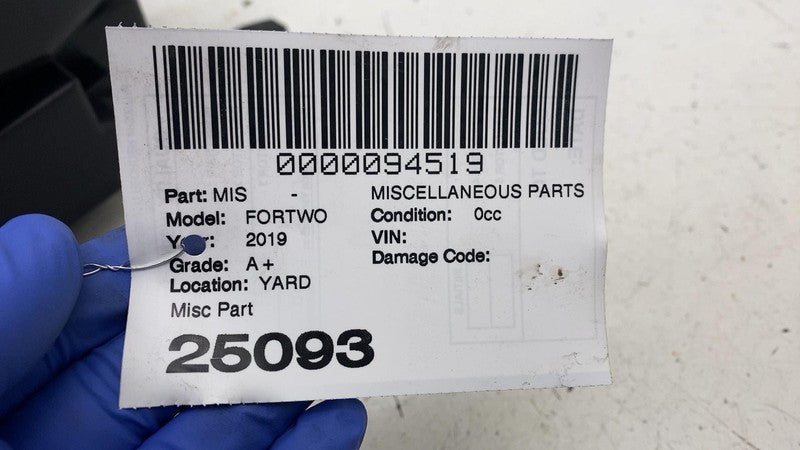 0000094519
Part: MIS - MISCELLANEOUS PARTS
Model: FORTWO Condition: 0cc
Year: 2019 VIN:
Grade: A+ Damage Code:
Location: YARD
Misc Part
25093